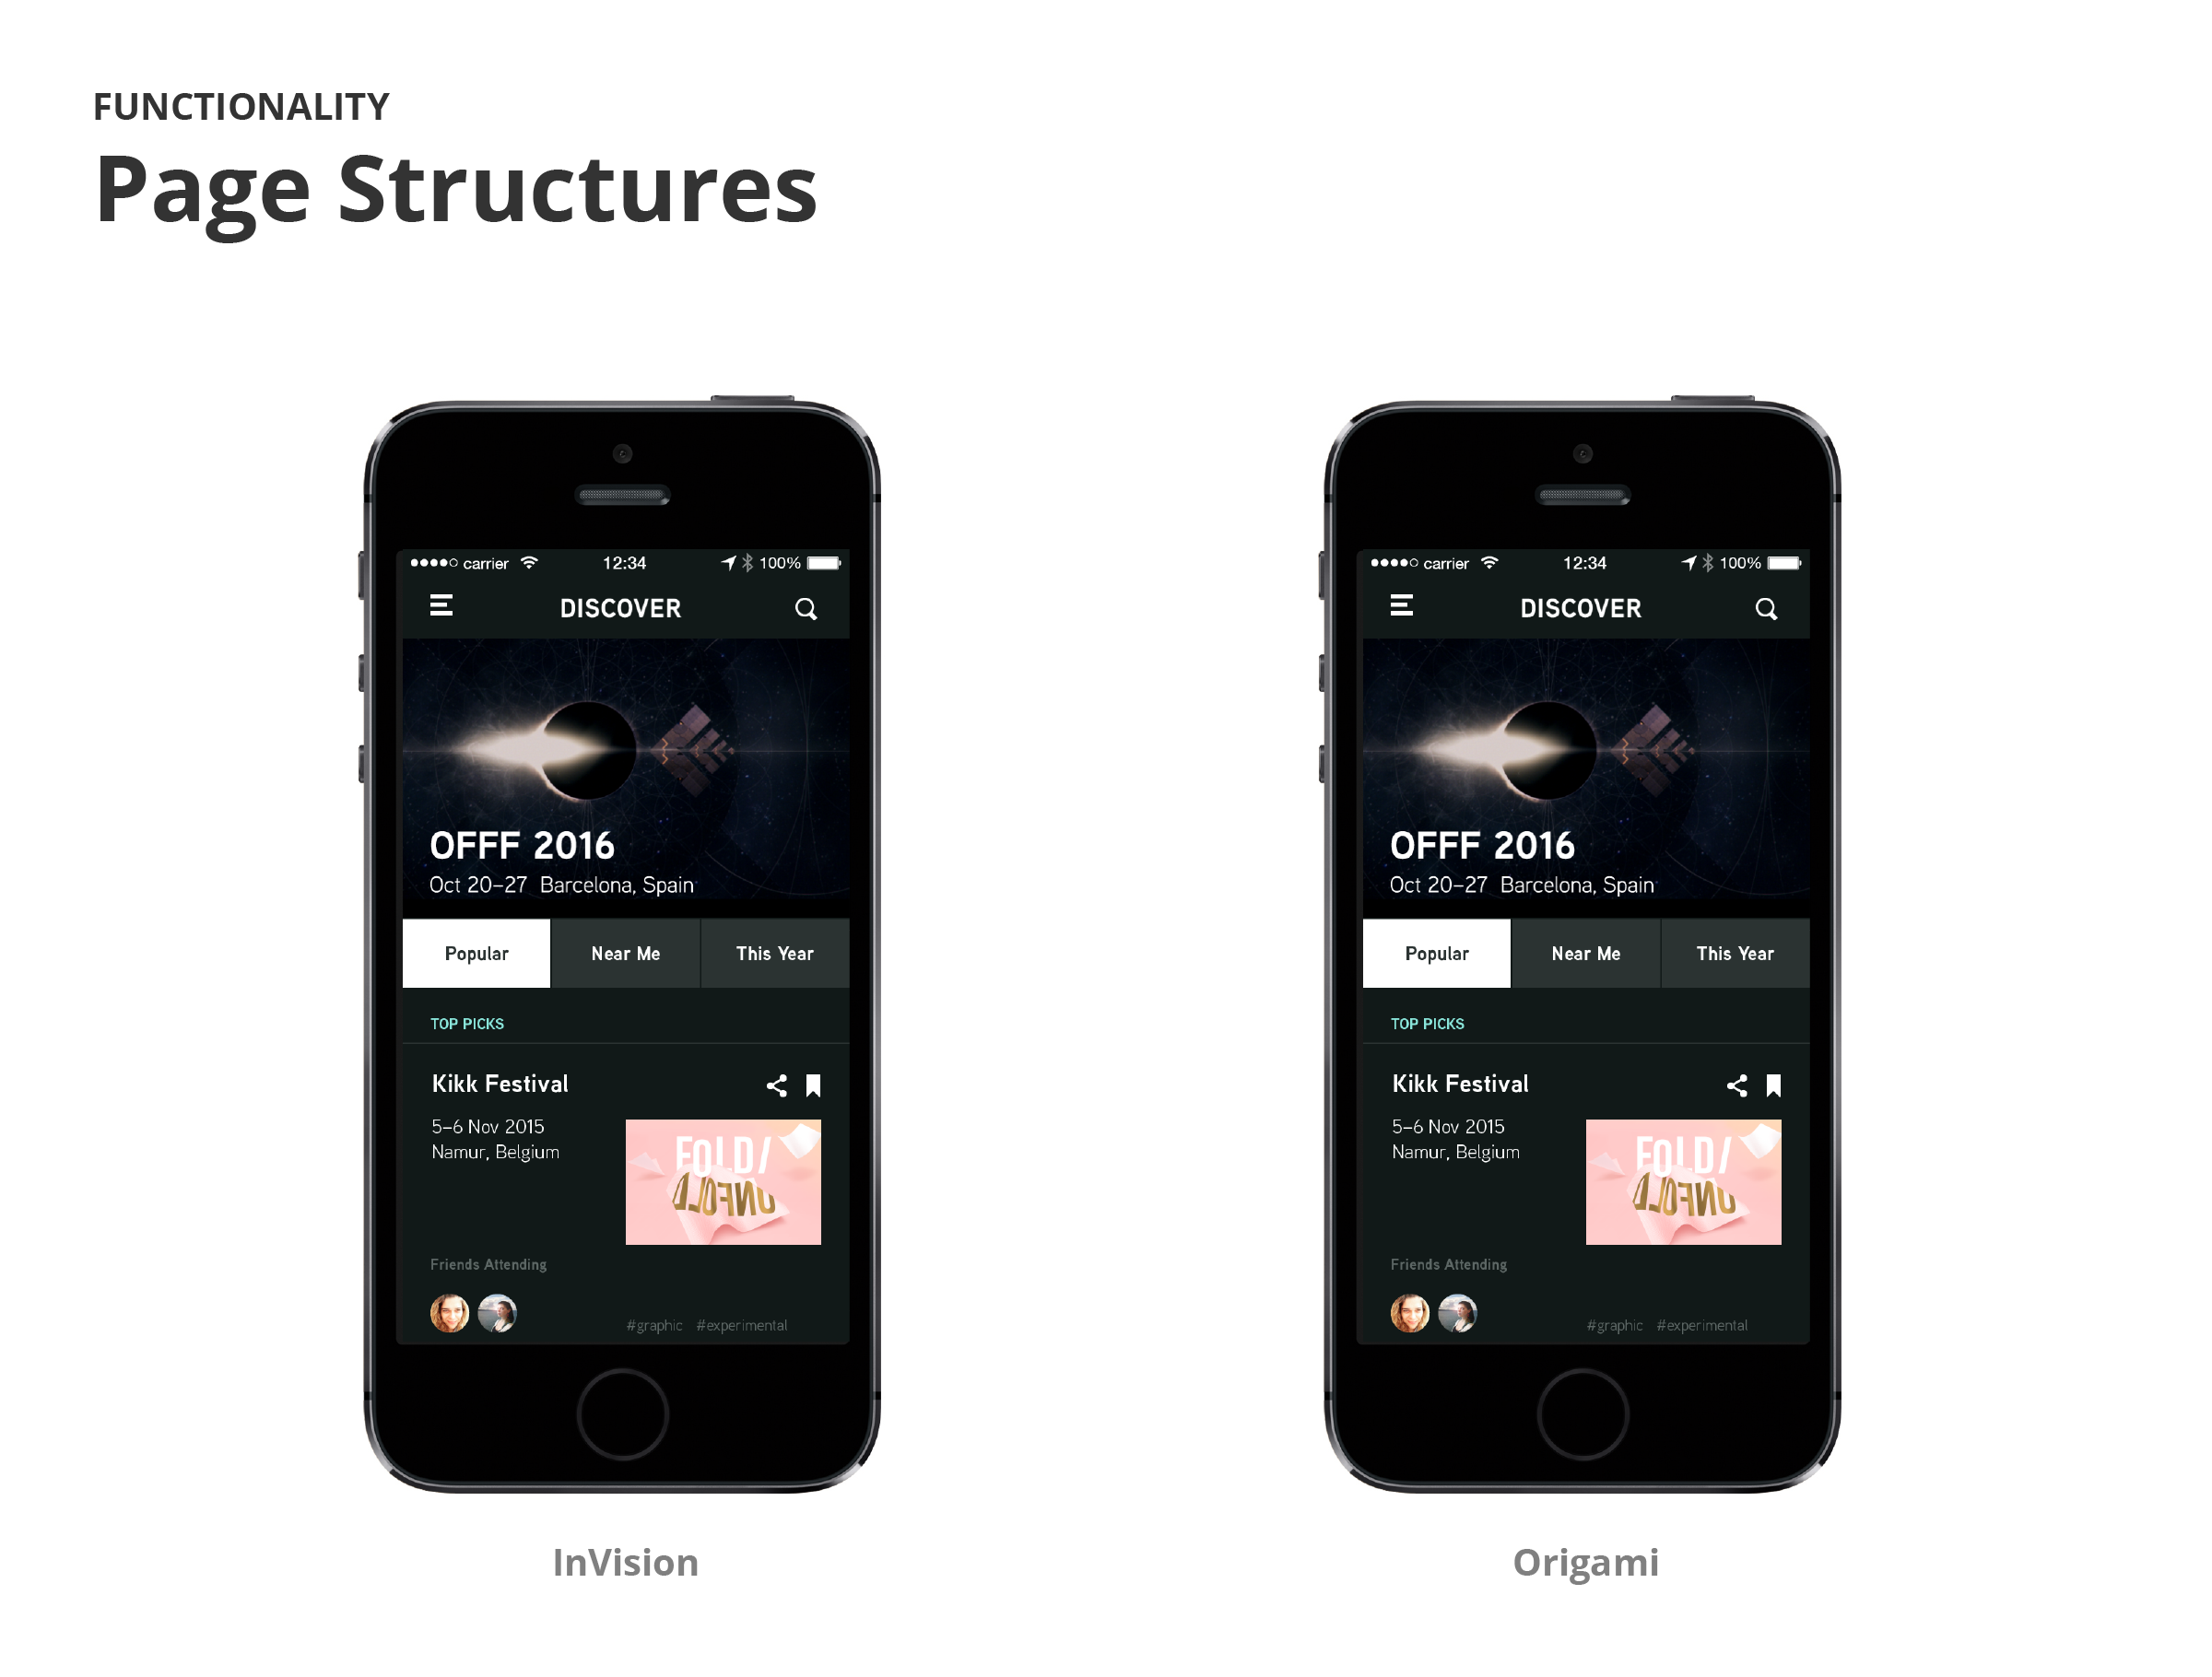 FUNCTIONALITY
Page Structures
carrier 12:34 100%
DISCOVER
OFFF 2016
Oct 20–27 Barcelona, Spain
Popular Near Me This Year
TOP PICKS
Kikk Festival
5–6 Nov 2015
Namur, Belgium
FOLD/
UNFOLD
Friends Attending
#graphic #experimental
InVision
carrier 12:34 100%
DISCOVER
OFFF 2016
Oct 20–27 Barcelona, Spain
Popular Near Me This Year
TOP PICKS
Kikk Festival
5–6 Nov 2015
Namur, Belgium
FOLD/
UNFOLD
Friends Attending
#graphic #experimental
Origami